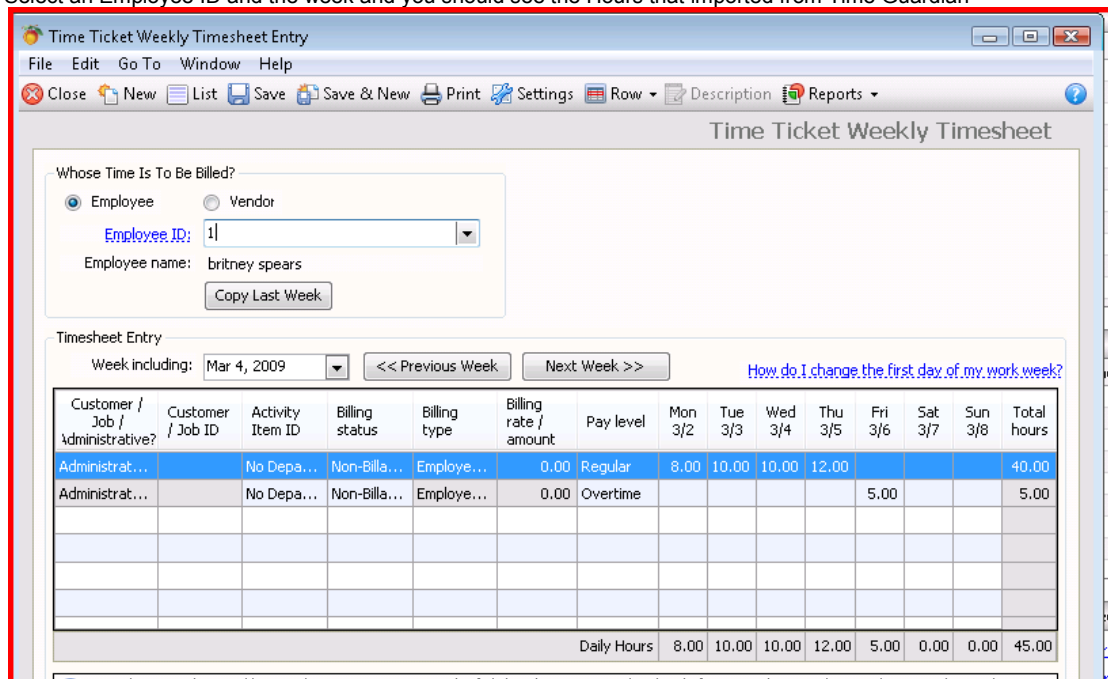 Select an Employee ID and the week and you should see the Hours that imported from Time Guardian
Time Ticket Weekly Timesheet Entry
File Edit Go To Window Help
Close New List Save Save & New Print Settings Row Description Reports
Time Ticket Weekly Timesheet
Whose Time Is To Be Billed?
Employee Vendor
Employee ID: 1
Employee name: britney spears
Copy Last Week
Timesheet Entry
Week including: Mar 4, 2009 << Previous Week Next Week >> How do I change the first day of my work week?
Customer / Job / Administrative? Customer / Job ID Activity Item ID Billing status Billing type Billing rate / amount Pay level Mon 3/2 Tue 3/3 Wed 3/4 Thu 3/5 Fri 3/6 Sat 3/7 Sun 3/8 Total hours
Administrat... No Depa... Non-Billa... Employe... 0.00 Regular 8.00 10.00 10.00 12.00 40.00
Administrat... No Depa... Non-Billa... Employe... 0.00 Overtime 5.00 5.00
Daily Hours 8.00 10.00 10.00 12.00 5.00 0.00 0.00 45.00